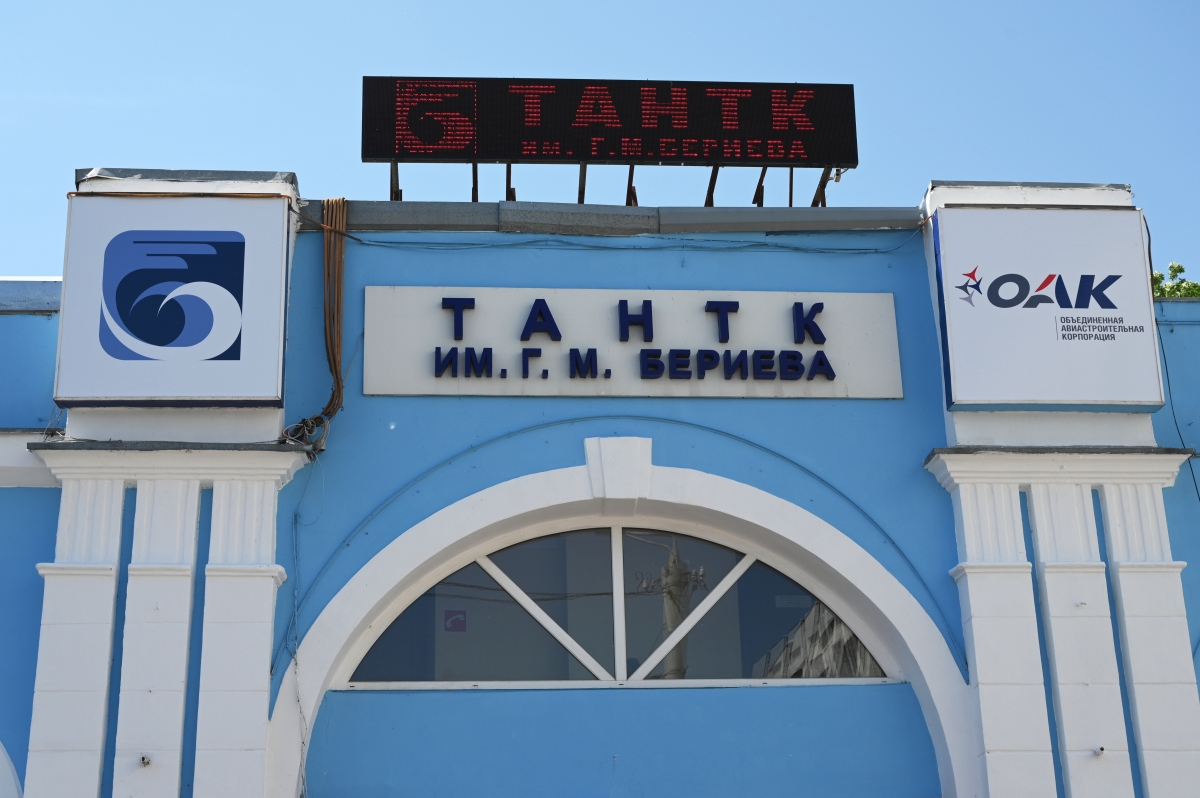 ТАНТК
им. Г.М.БЕРИЕВА
ТАНТК
ИМ. Г. М. БЕРИЕВА
ОАК
ОБЪЕДИНЕННАЯ
АВИАСТРОИТЕЛЬНАЯ
КОРПОРАЦИЯ